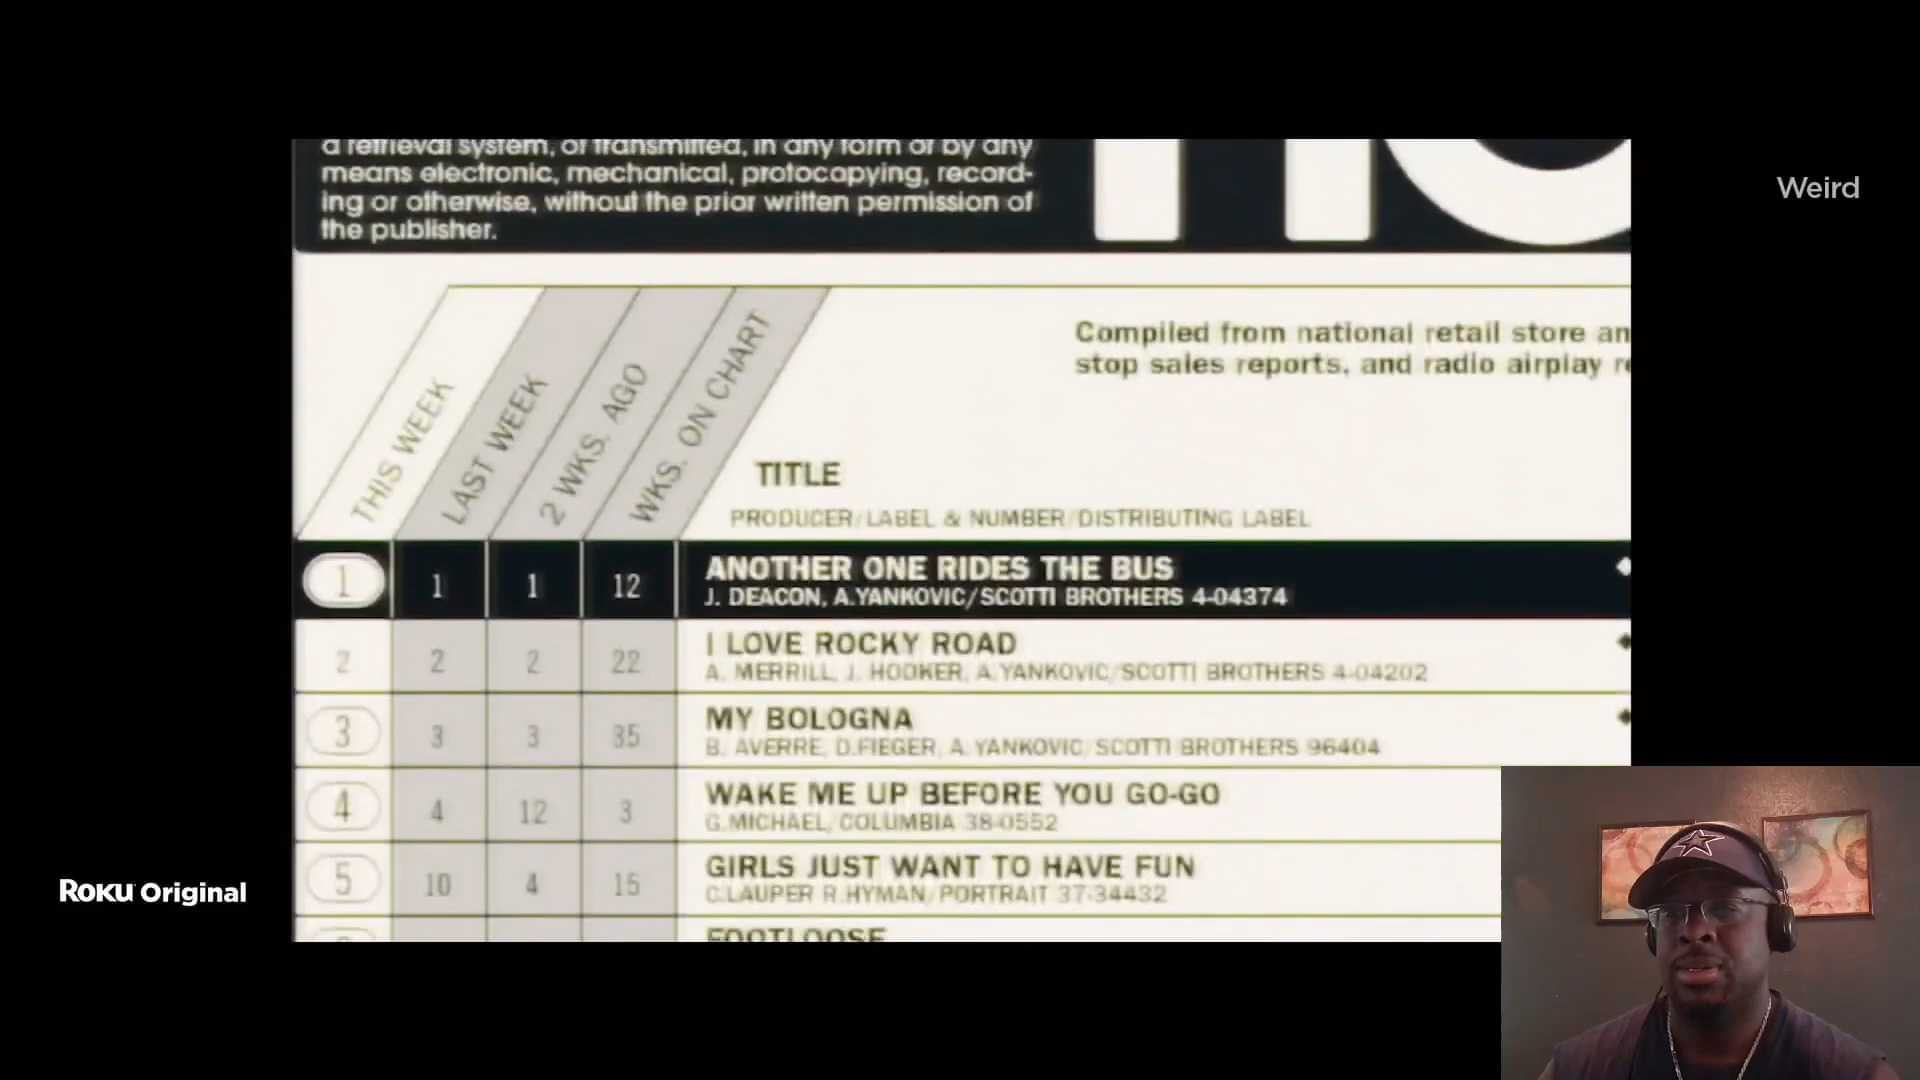 a retrieval system, or transmitted, in any form or by any
means electronic, mechanical, protocopying, record-
ing or otherwise, without the prior written permission of
the publisher.
Weird
Compiled from national retail store an
stop sales reports, and radio airplay re
THIS WEEK
LAST WEEK
2 WKS. AGO
WKS. ON CHART
TITLE
PRODUCER/LABEL & NUMBER/DISTRIBUTING LABEL
1 1 1 12 ANOTHER ONE RIDES THE BUS
J. DEACON, A.YANKOVIC/SCOTTI BROTHERS 4-04374
2 2 2 22 I LOVE ROCKY ROAD
A. MERRILL, J. HOOKER, A.YANKOVIC/SCOTTI BROTHERS 4-04202
3 3 3 35 MY BOLOGNA
B. AVERRE, D.FIEGER, A.YANKOVIC/SCOTTI BROTHERS 96404
4 4 12 3 WAKE ME UP BEFORE YOU GO-GO
G.MICHAEL/COLUMBIA 38-0552
5 10 4 15 GIRLS JUST WANT TO HAVE FUN
C.LAUPER R.HYMAN/PORTRAIT 37-34432
FOOTLOOSE
Roku Original